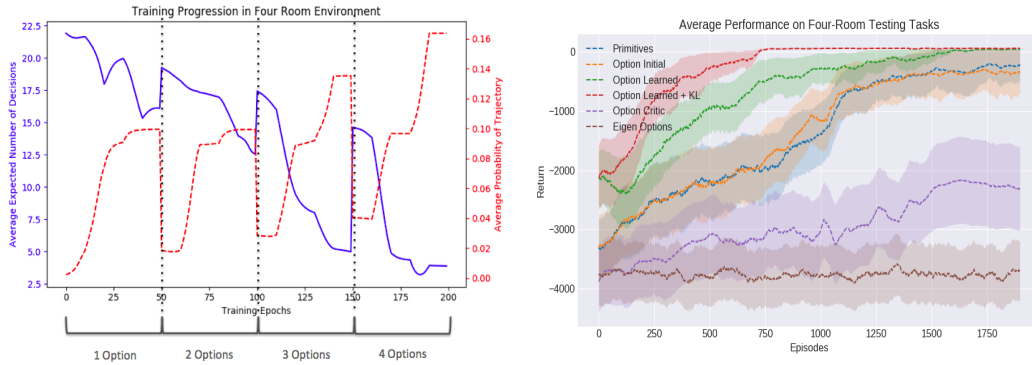 Training Progression in Four Room Environment
Average Expected Number of Decisions
22.5
20.0
17.5
15.0
12.5
10.0
7.5
5.0
2.5
0.16
0.14
0.12
0.10
0.08
0.06
0.04
0.02
0.00
Average Probability of Trajectory
0 25 50 75 100 125 150 175 200
Training Epochs
1 Option 2 Options 3 Options 4 Options
Average Performance on Four-Room Testing Tasks
Return
0
−1000
−2000
−3000
−4000
Primitives
Option Initial
Option Learned
Option Learned + KL
Option Critic
Eigen Options
0 250 500 750 1000 1250 1500 1750
Episodes